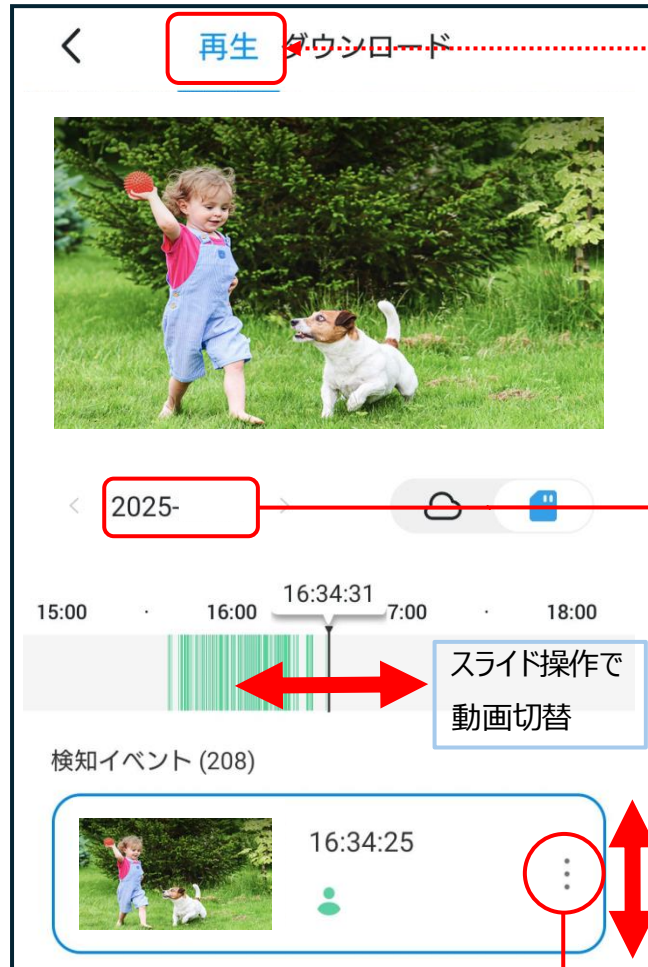 再生 ダウンロード
2025-
16:34:31
15:00 · 16:00 7:00 · 18:00
スライド操作で
動画切替
検知イベント (208)
16:34:25